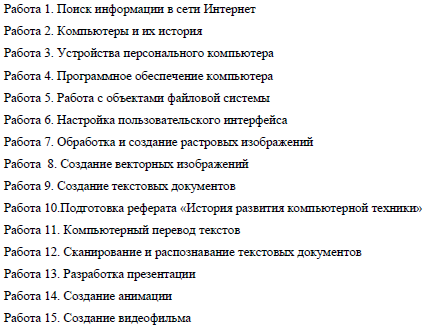 Работа 1. Поиск информации в сети Интернет
Работа 2. Компьютеры и их история
Работа 3. Устройства персонального компьютера
Работа 4. Программное обеспечение компьютера
Работа 5. Работа с объектами файловой системы
Работа 6. Настройка пользовательского интерфейса
Работа 7. Обработка и создание растровых изображений
Работа  8. Создание векторных изображений
Работа 9. Создание текстовых документов
Работа 10.Подготовка реферата «История развития компьютерной техники»
Работа 11. Компьютерный перевод текстов
Работа 12. Сканирование и распознавание текстовых документов
Работа 13. Разработка презентации
Работа 14. Создание анимации
Работа 15. Создание видеофильма